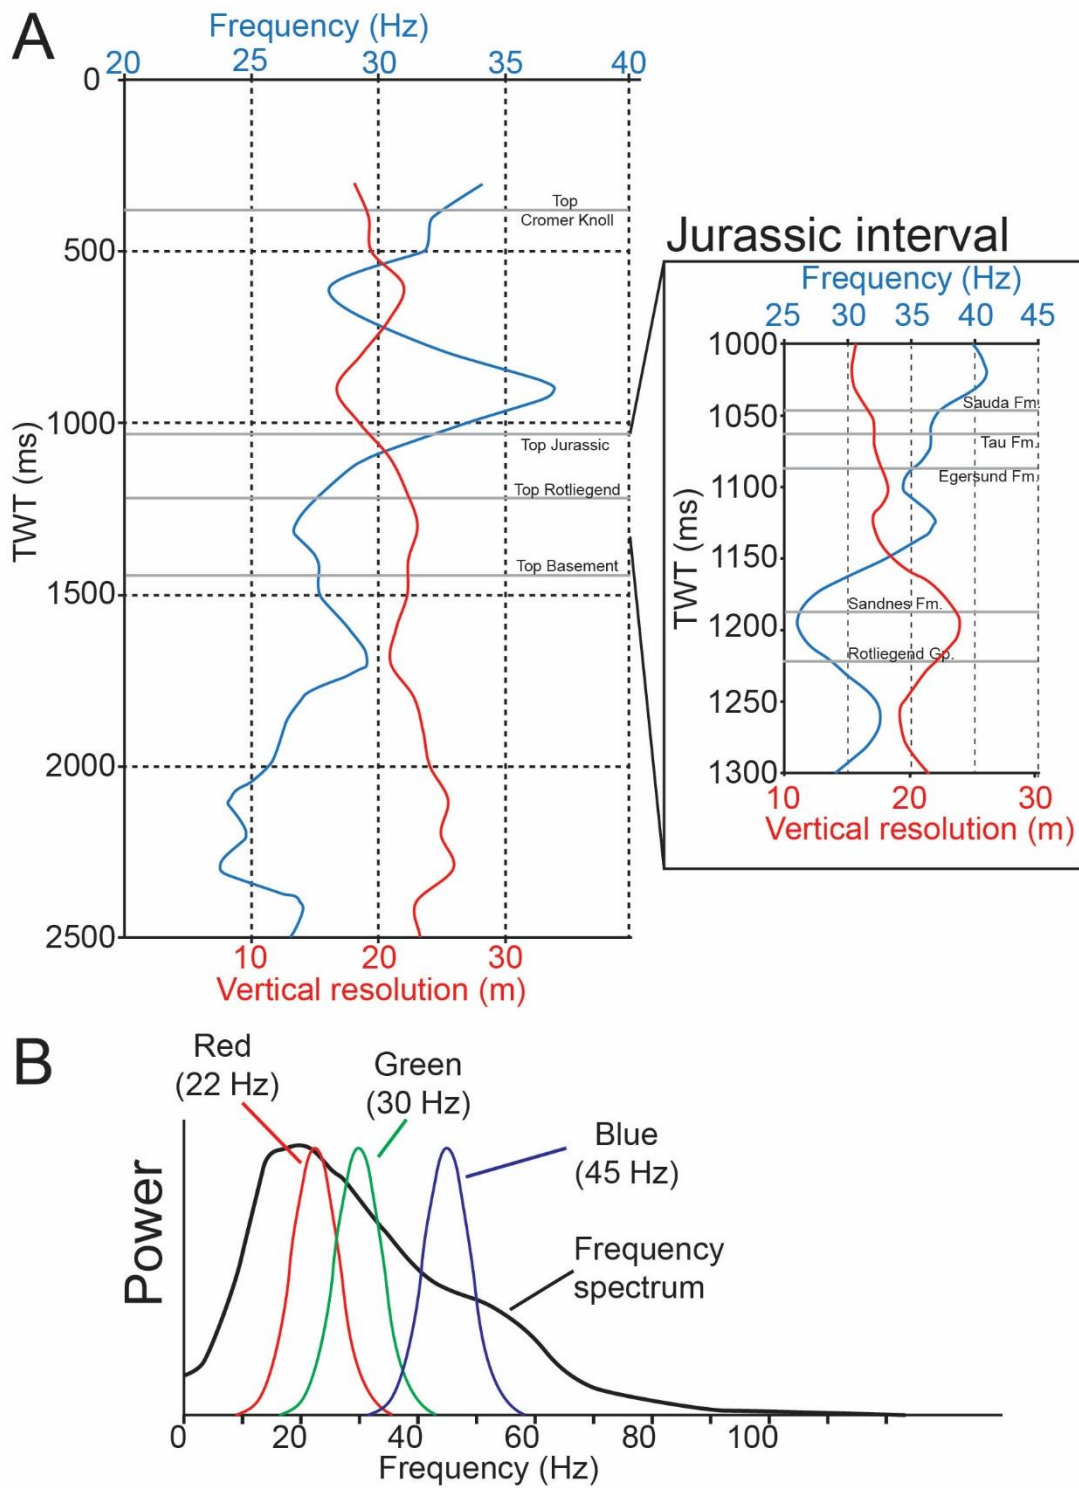 A
Frequency (Hz)
20 25 30 35 40
0
Top
Cromer Knoll
500
1000
Top Jurassic
Top Rotliegend
TWT (ms)
Top Basement
1500
2000
2500
10 20 30
Vertical resolution (m)
Jurassic interval
Frequency (Hz)
25 30 35 40 45
1000
Sauda Fm.
1050
Tau Fm.
Egersund Fm.
1100
TWT (ms)
1150
Sandnes Fm.
1200
Rotliegend Gp.
1250
1300
10 20 30
Vertical resolution (m)
B
Red
(22 Hz)
Green
(30 Hz)
Blue
(45 Hz)
Power
Frequency
spectrum
0 20 40 60 80 100
Frequency (Hz)